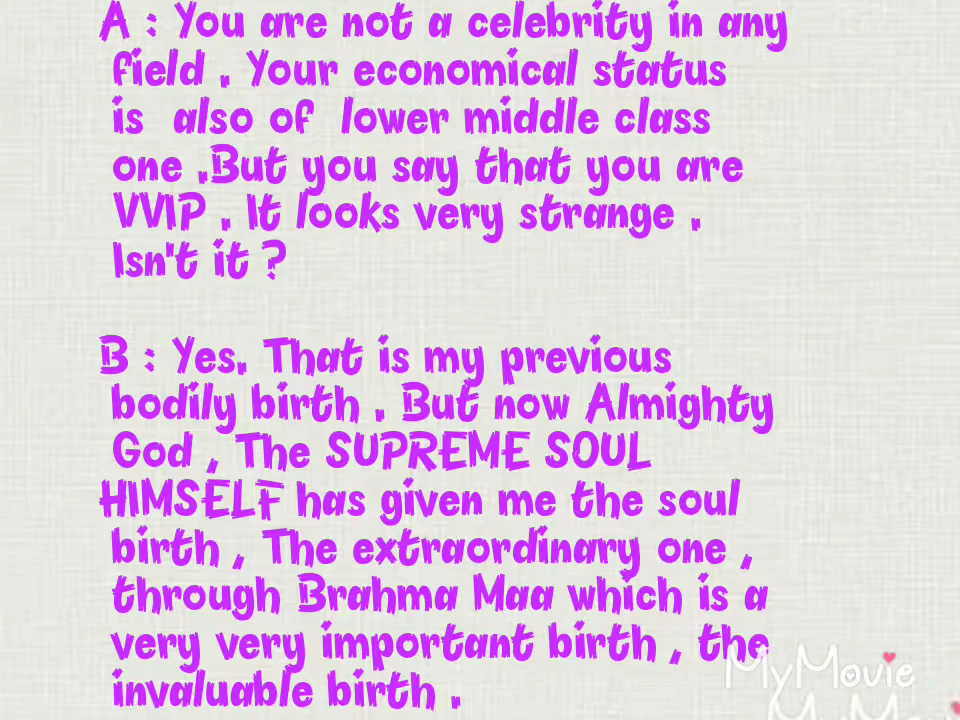 A : You are not a celebrity in any
field . Your economical status
is also of lower middle class
one .But you say that you are
VVIP . It looks very strange .
Isn't it ?
B : Yes. That is my previous
bodily birth . But now Almighty
God , The SUPREME SOUL
HIMSELF has given me the soul
birth , The extraordinary one ,
through Brahma Maa which is a
very very important birth , the
invaluable birth .
MyMovie